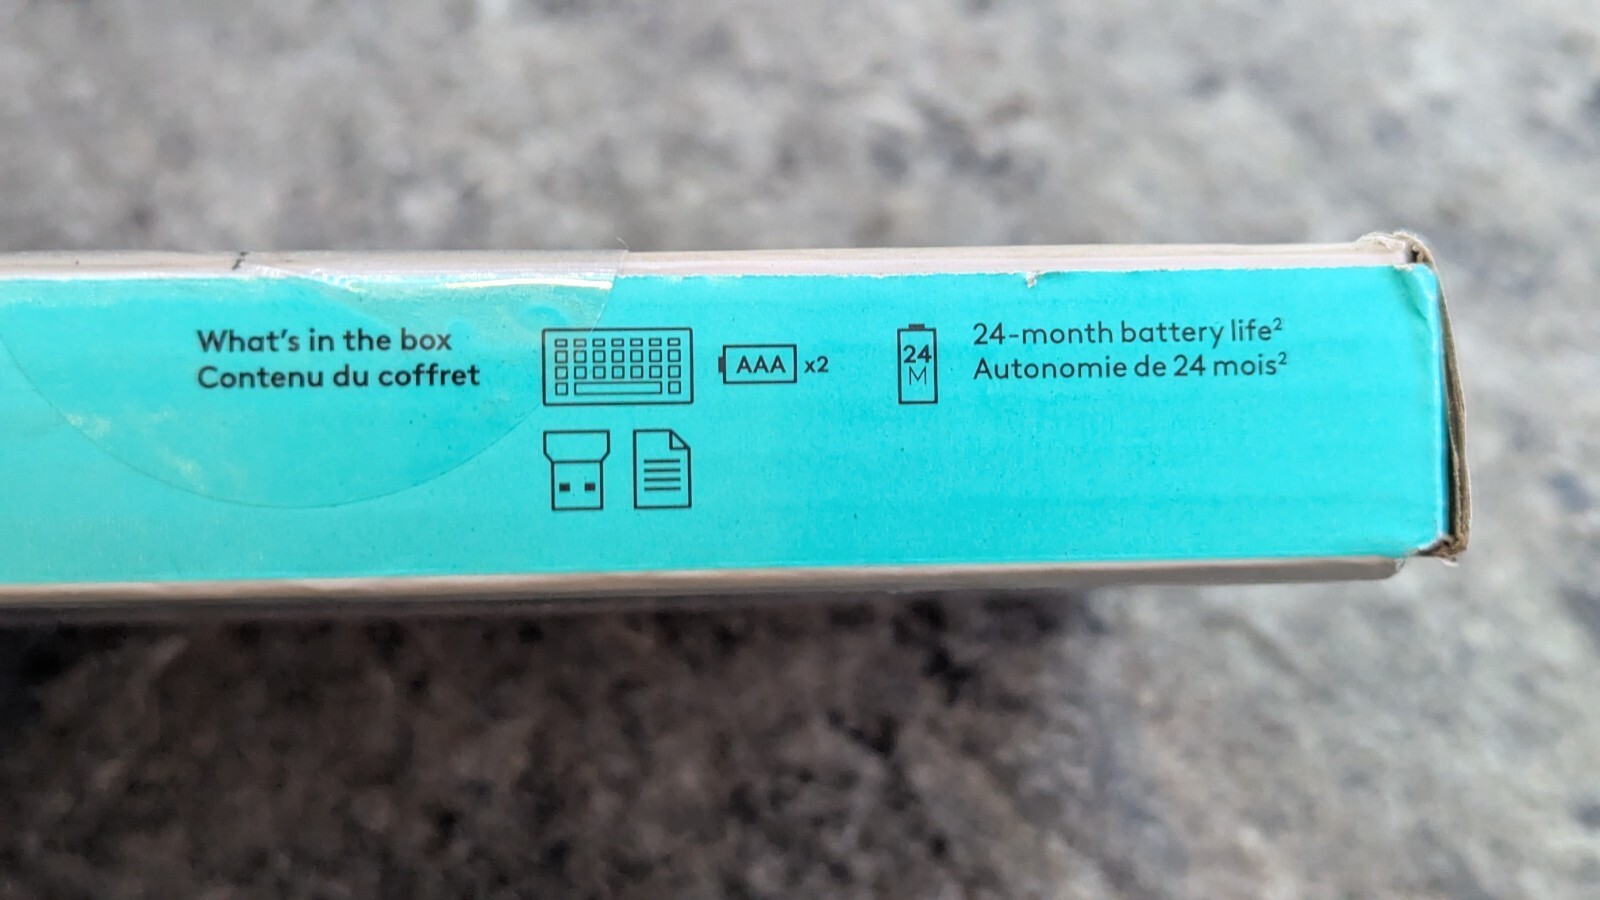 What's in the box
Contenu du coffret
AAA x2
24
M
24-month battery life²
Autonomie de 24 mois²